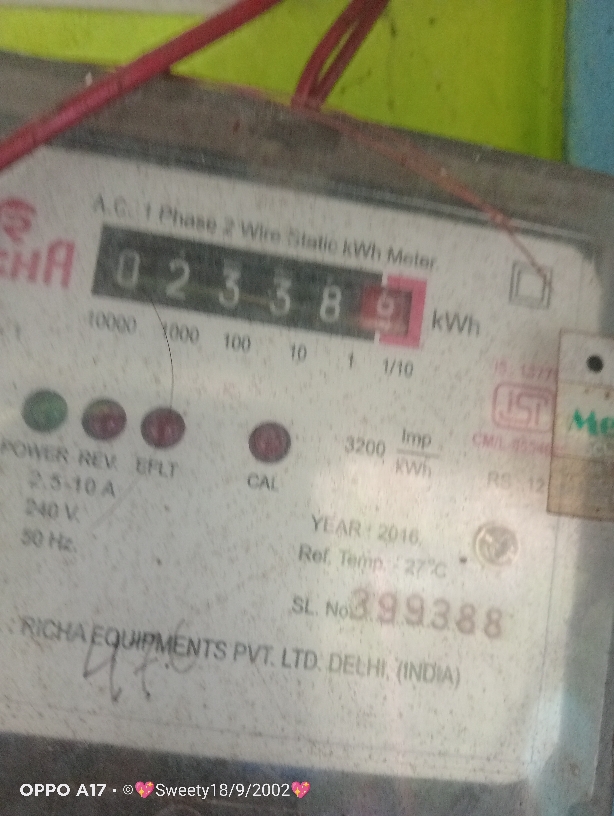 A.C. 1 Phase 2 Wire Static kWh Meter
0 2 3 3 8 6 kWh
10000 1000 100 10 1 1/10
POWER REV. EFLT CAL
3200 Imp
kWh
2.5-10 A
240 V.
50 Hz.
YEAR : 2016.
Ref. Temp. : 27°C
SL. No. 399388
RICHA EQUIPMENTS PVT. LTD. DELHI, (INDIA)
OPPO A17 · ©💖Sweety18/9/2002💖